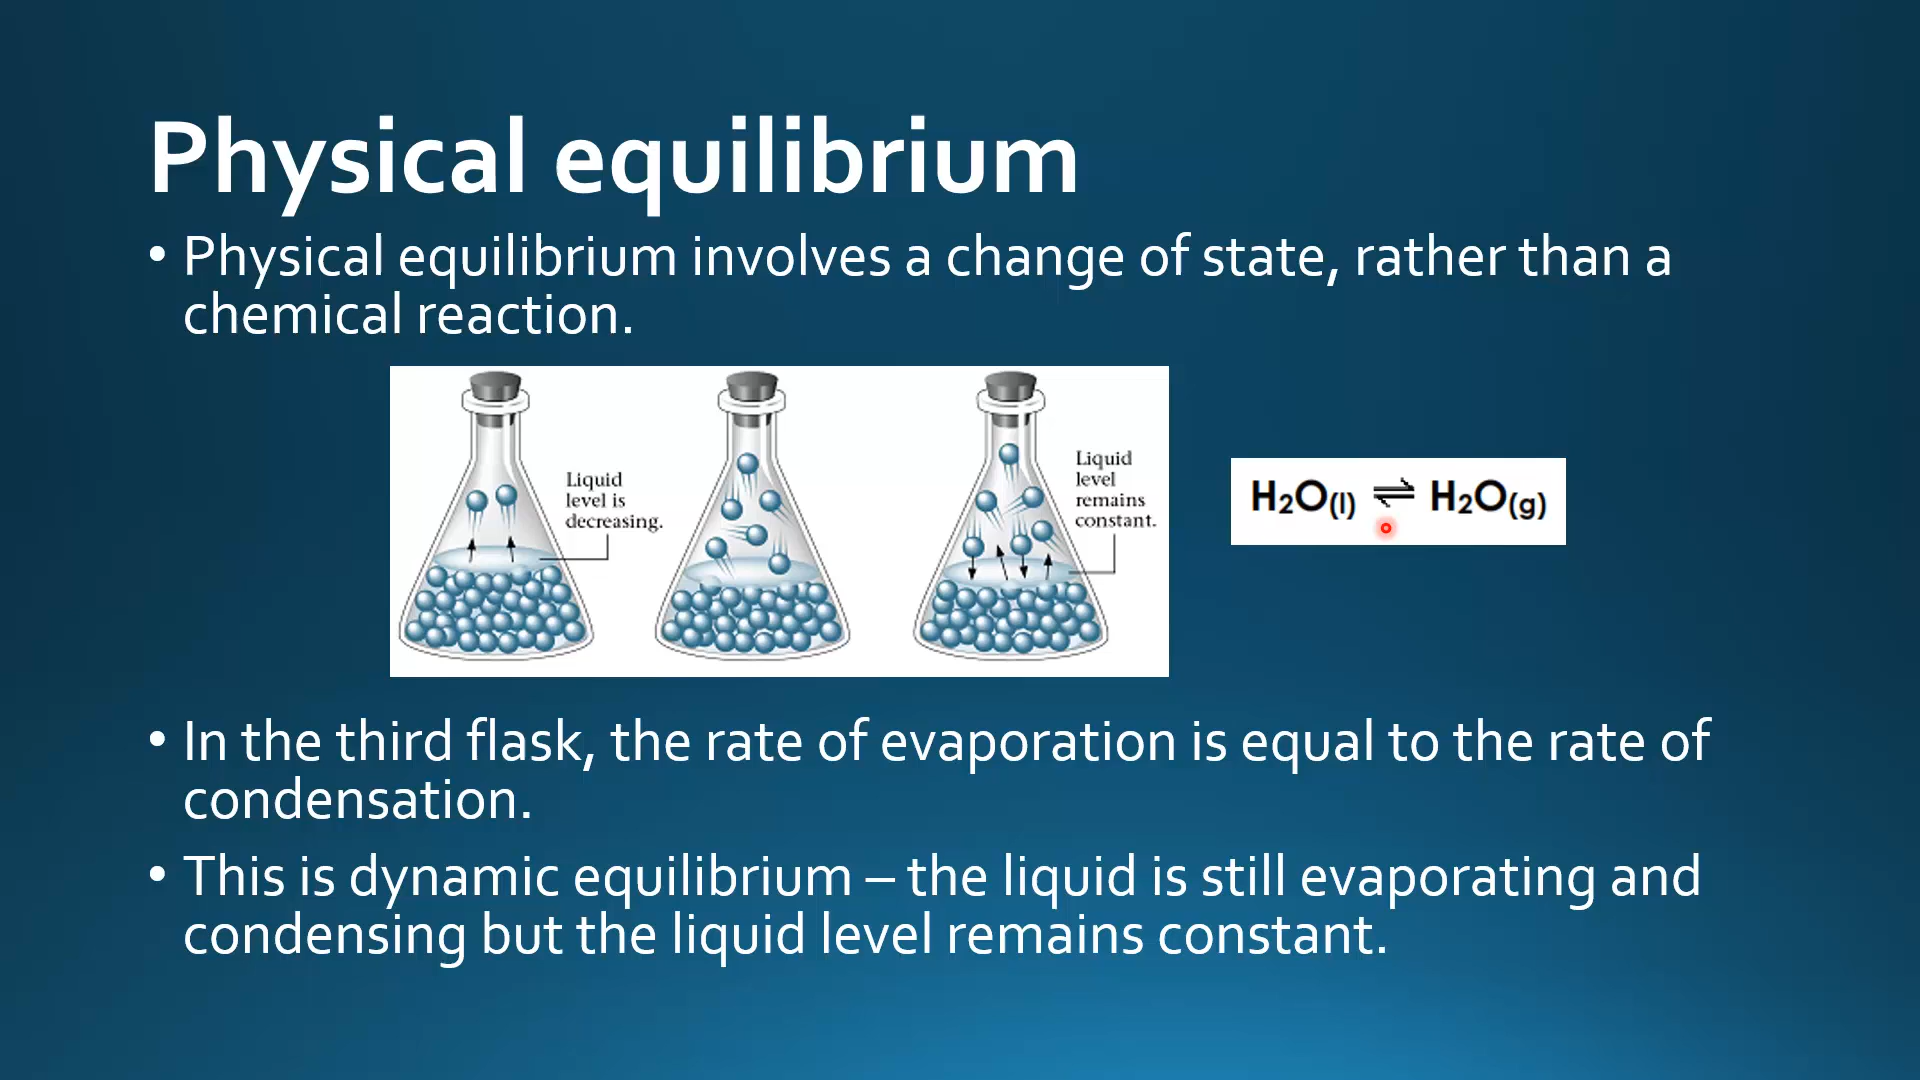 Physical equilibrium
• Physical equilibrium involves a change of state, rather than a
chemical reaction.
Liquid
level is
decreasing.
Liquid
level
remains
constant.
H₂O(l) ⇌ H₂O(g)
• In the third flask, the rate of evaporation is equal to the rate of
condensation.
• This is dynamic equilibrium – the liquid is still evaporating and
condensing but the liquid level remains constant.